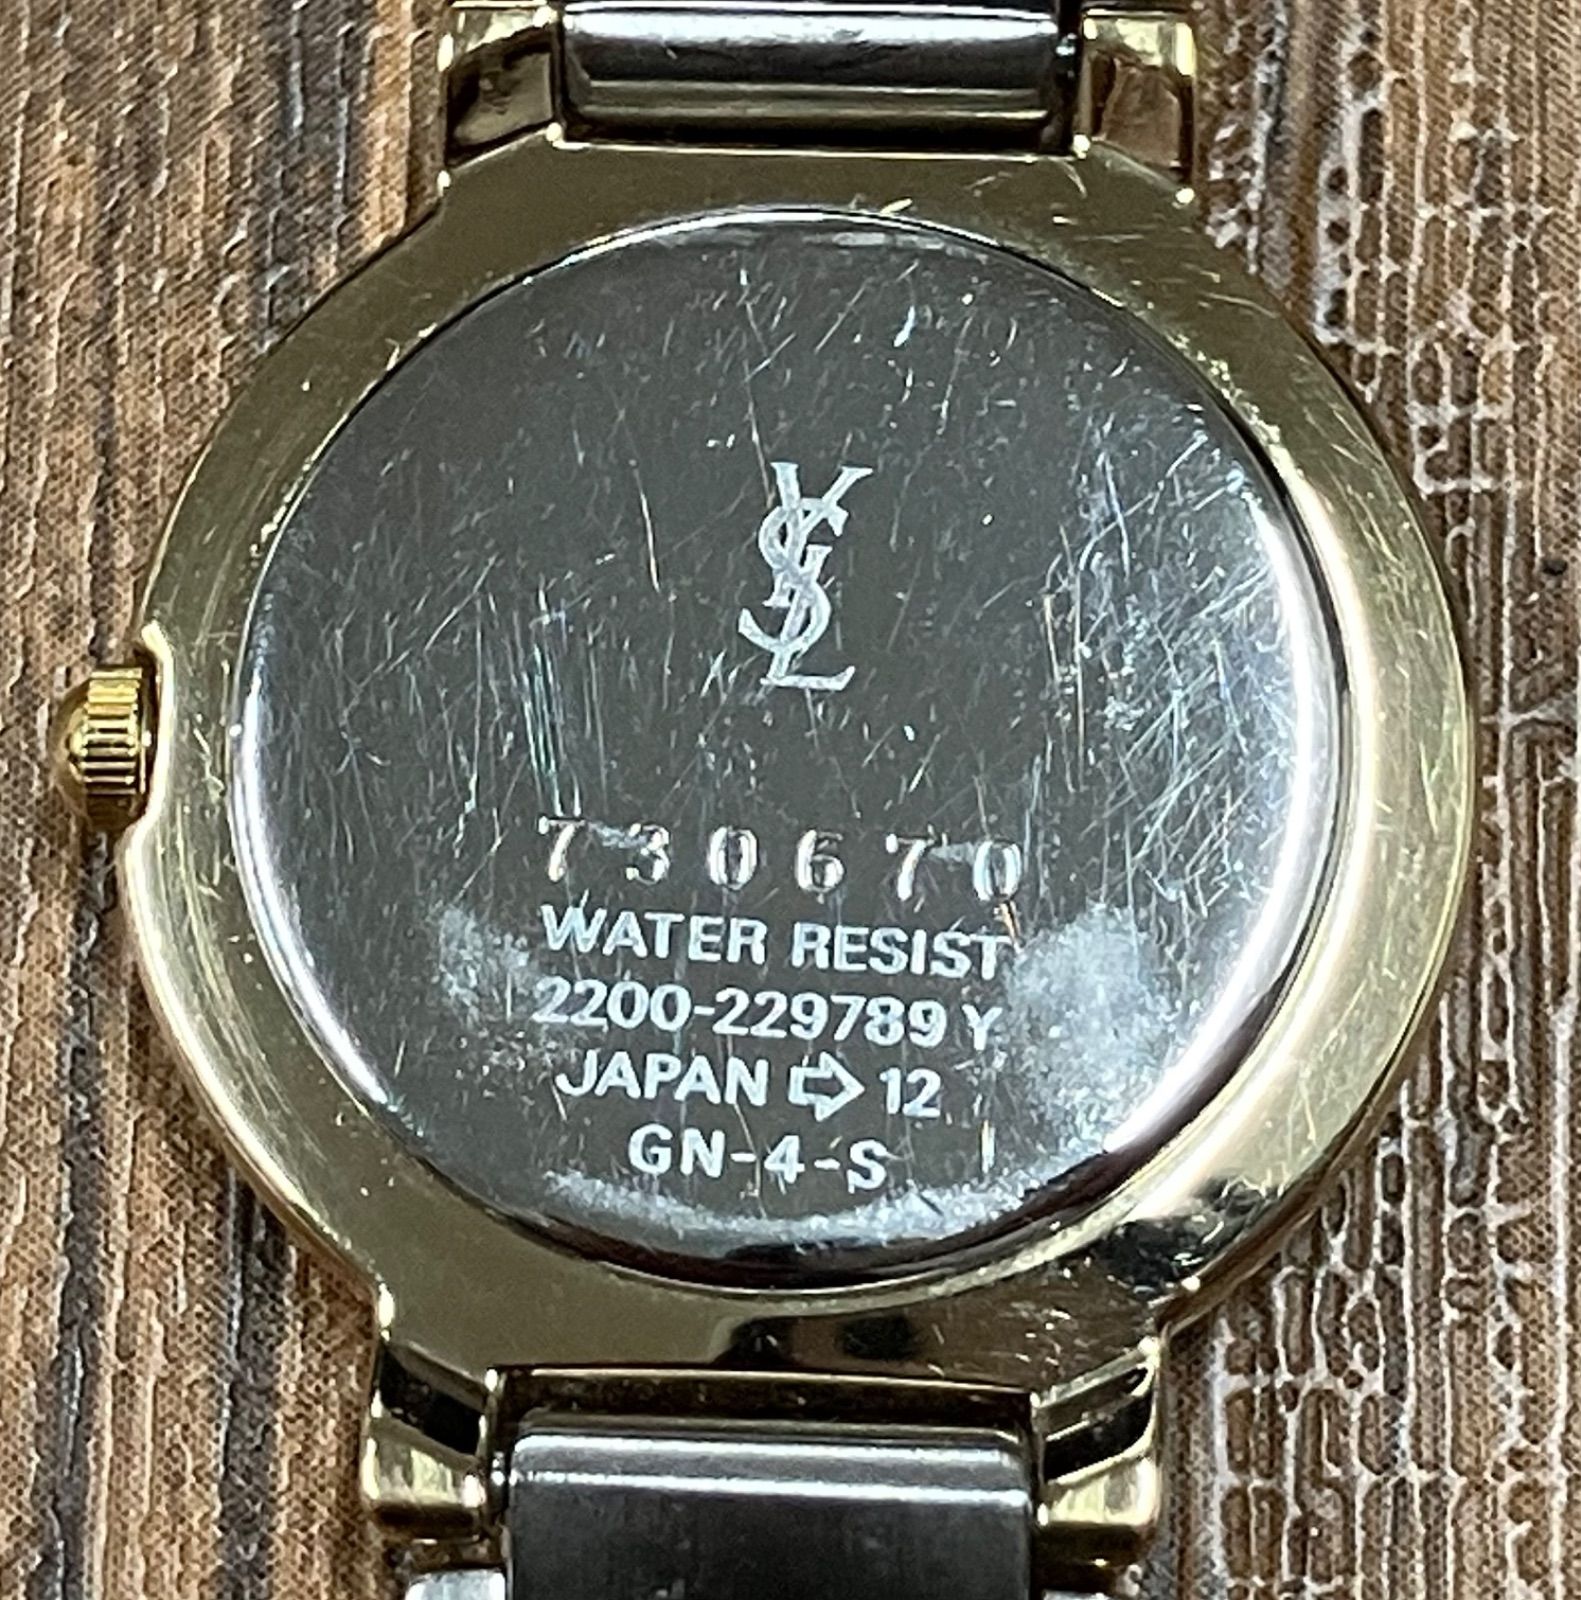 YSL
730670
WATER RESIST
2200-229789 Y
JAPAN ⇨ 12
GN-4-S